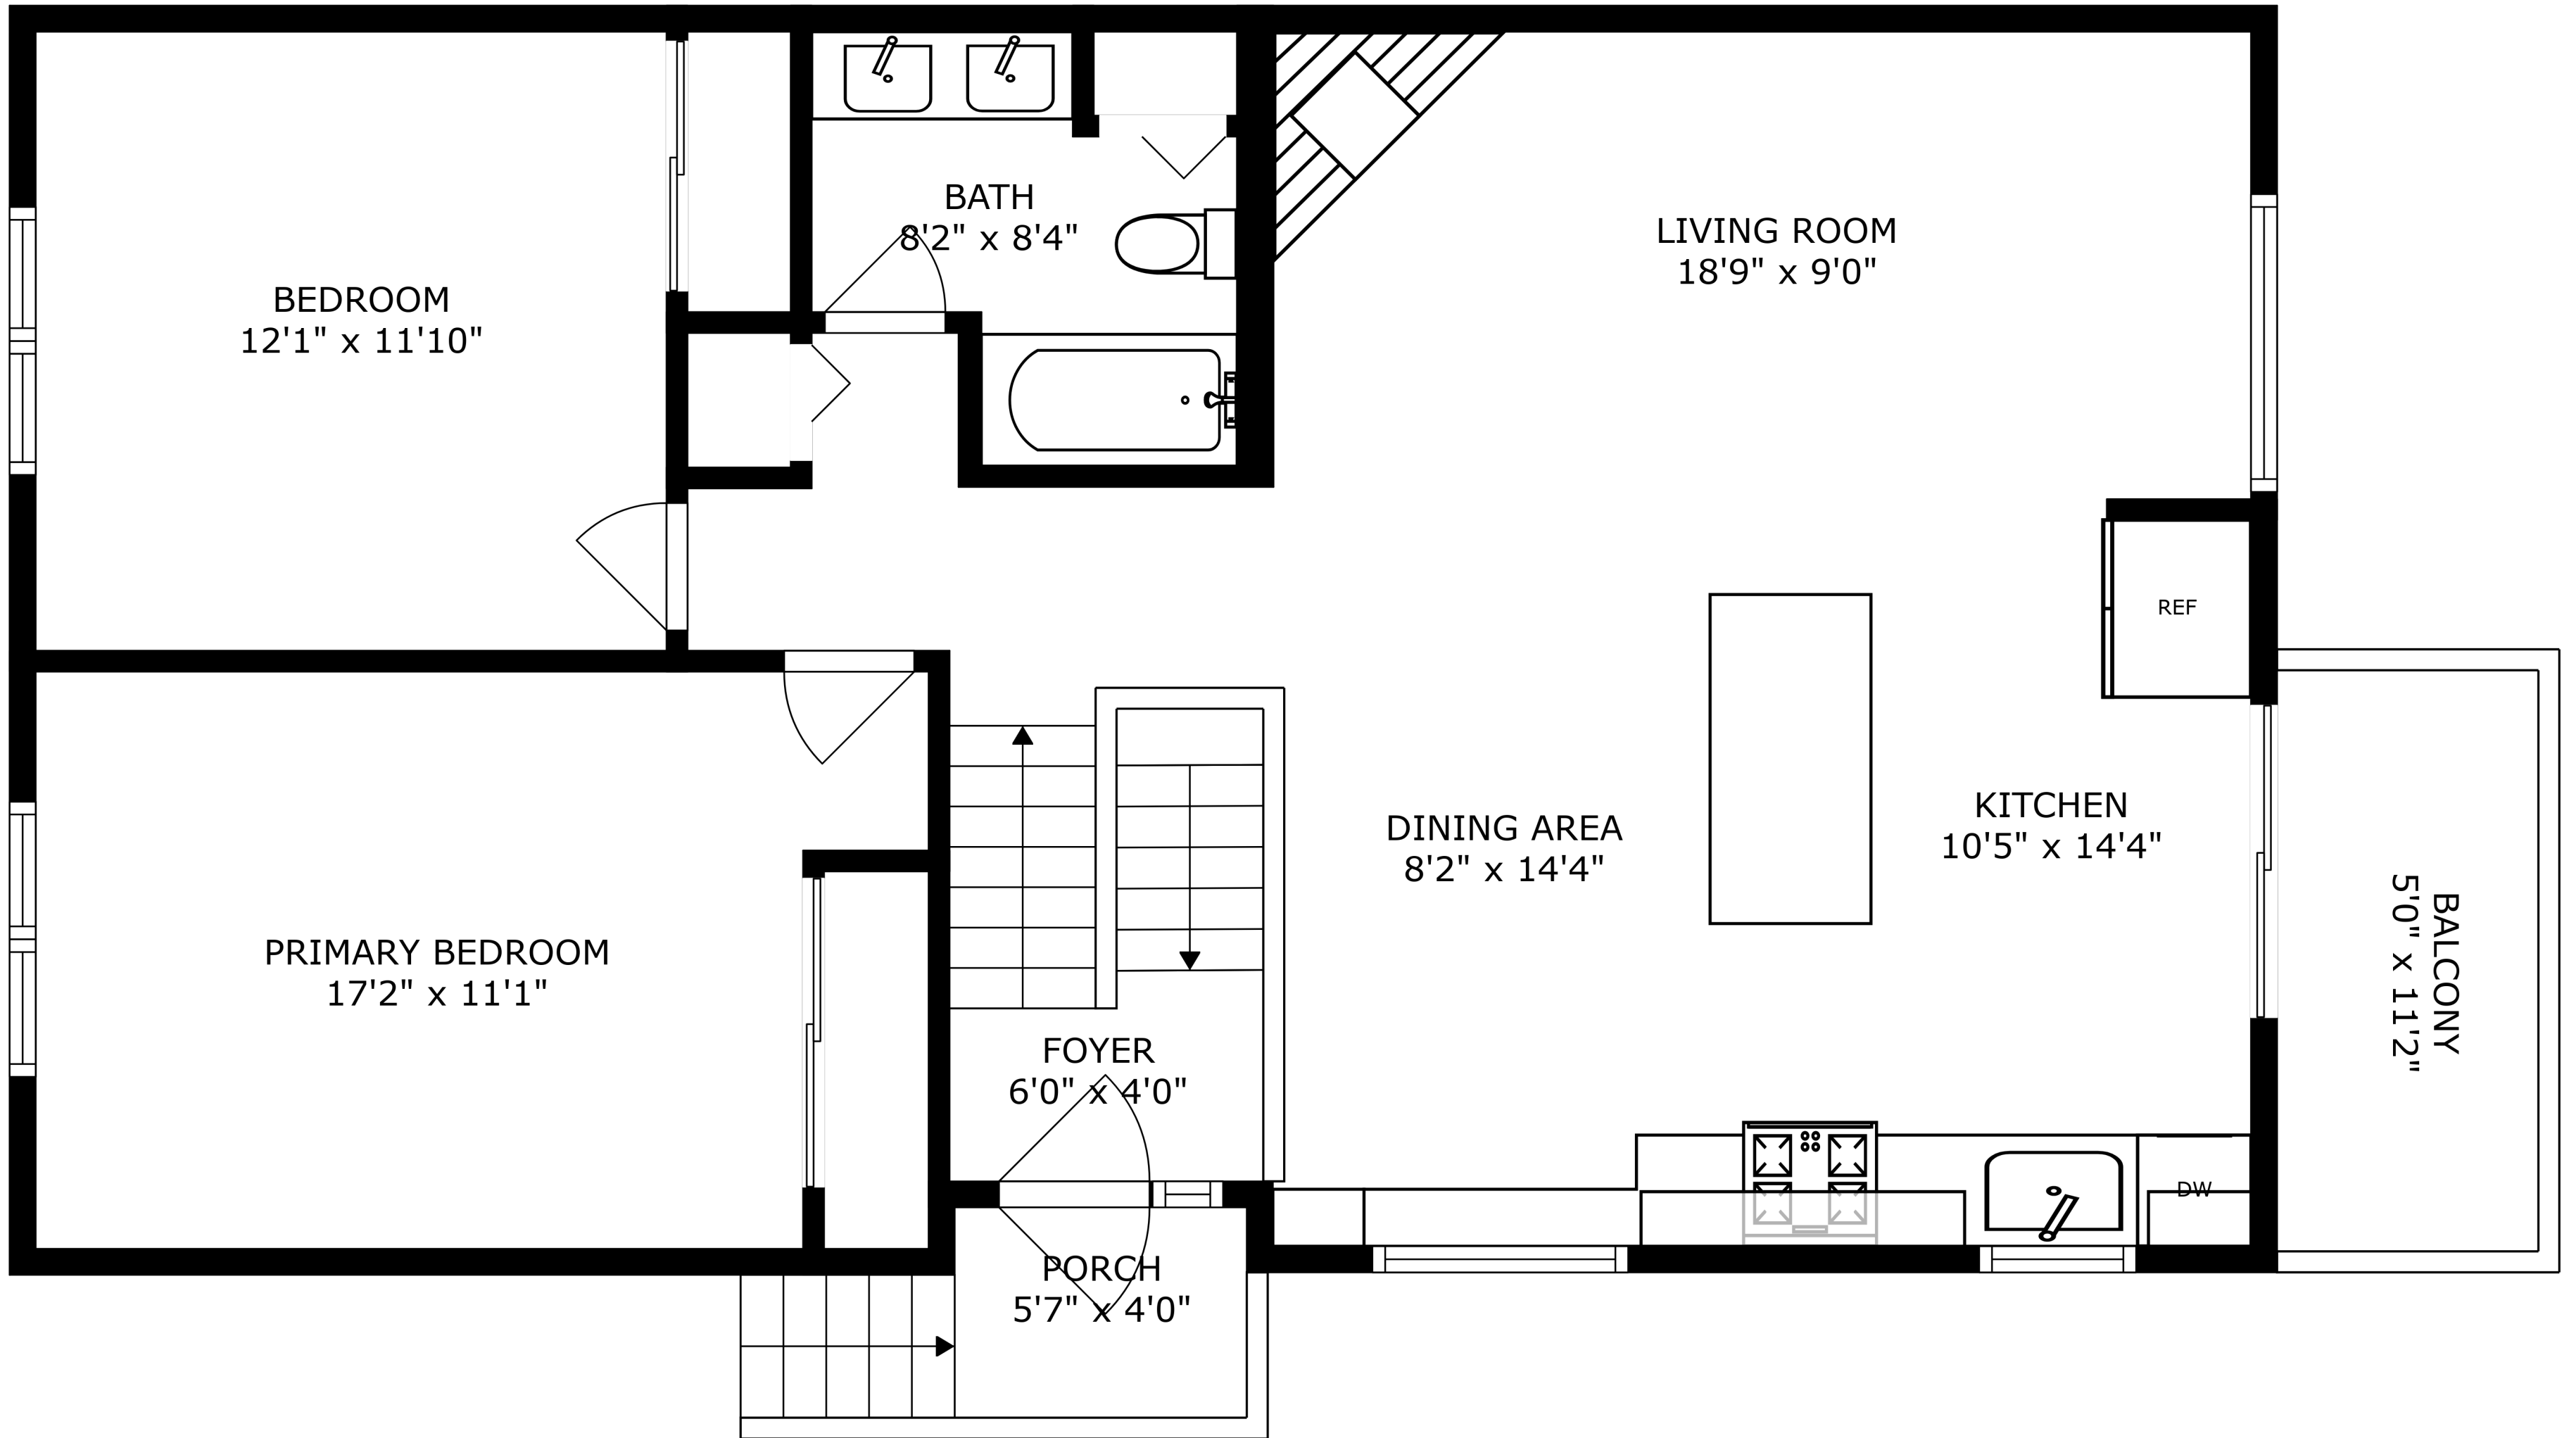 BEDROOM
12'1" x 11'10"
BATH
8'2" x 8'4"
LIVING ROOM
18'9" x 9'0"
REF
PRIMARY BEDROOM
17'2" x 11'1"
FOYER
6'0" x 4'0"
DINING AREA
8'2" x 14'4"
KITCHEN
10'5" x 14'4"
BALCONY
5'0" x 11'2"
DW
PORCH
5'7" x 4'0"